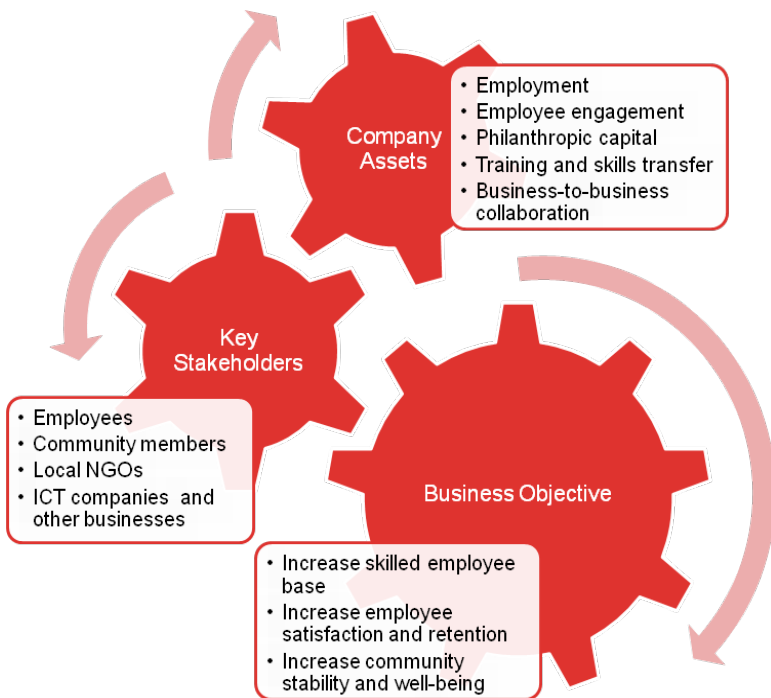 Company
Assets
• Employment
• Employee engagement
• Philanthropic capital
• Training and skills transfer
• Business-to-business
collaboration
Key
Stakeholders
• Employees
• Community members
• Local NGOs
• ICT companies and
other businesses
Business Objective
• Increase skilled employee
base
• Increase employee
satisfaction and retention
• Increase community
stability and well-being